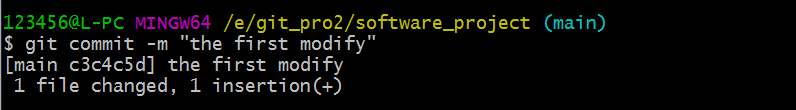 123456@L-PC MINGW64 /e/git_pro2/software_project (main)
$ git commit -m "the first modify"
[main c3c4c5d] the first modify
 1 file changed, 1 insertion(+)